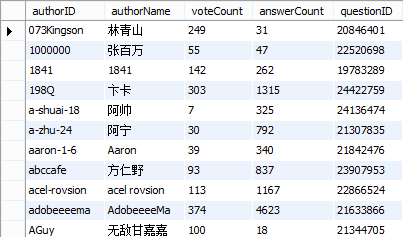 authorID authorName voteCount answerCount questionID
073Kingson 林青山 249 31 20846401
1000000 张百万 55 47 22520698
1841 1841 142 262 19783289
198Q 卞卡 303 1315 24422759
a-shuai-18 阿帅 7 325 24136474
a-zhu-24 阿宁 30 792 21307835
aaron-1-6 Aaron 39 340 21842476
abccafe 方仁野 93 837 23907953
acel-rovsion acel rovsion 113 1167 22866524
adobeeeema AdobeeeeMa 374 4623 21633866
AGuy 无敌甘嘉嘉 100 18 21344705